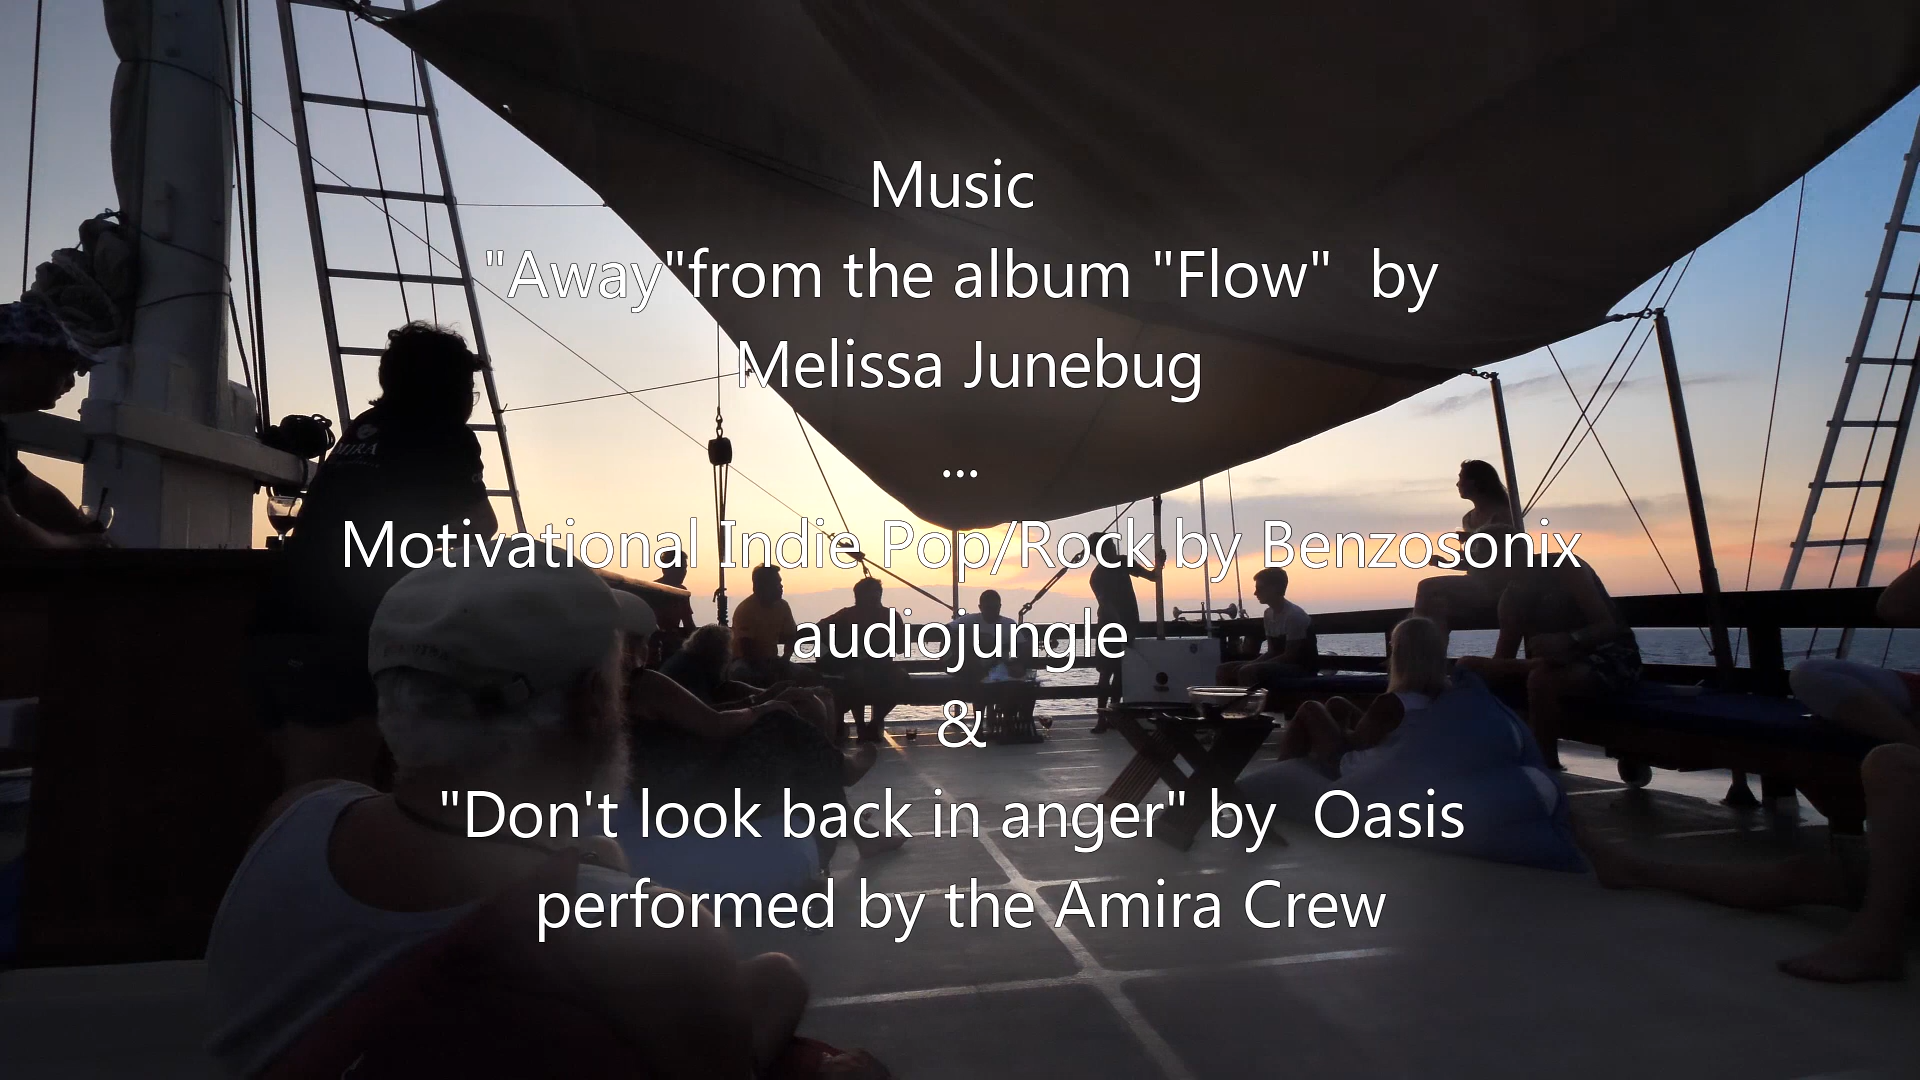 Music
"Away"from the album "Flow"  by
Melissa Junebug
...
Motivational Indie Pop/Rock by Benzosonix
audiojungle
&
"Don't look back in anger" by  Oasis
performed by the Amira Crew